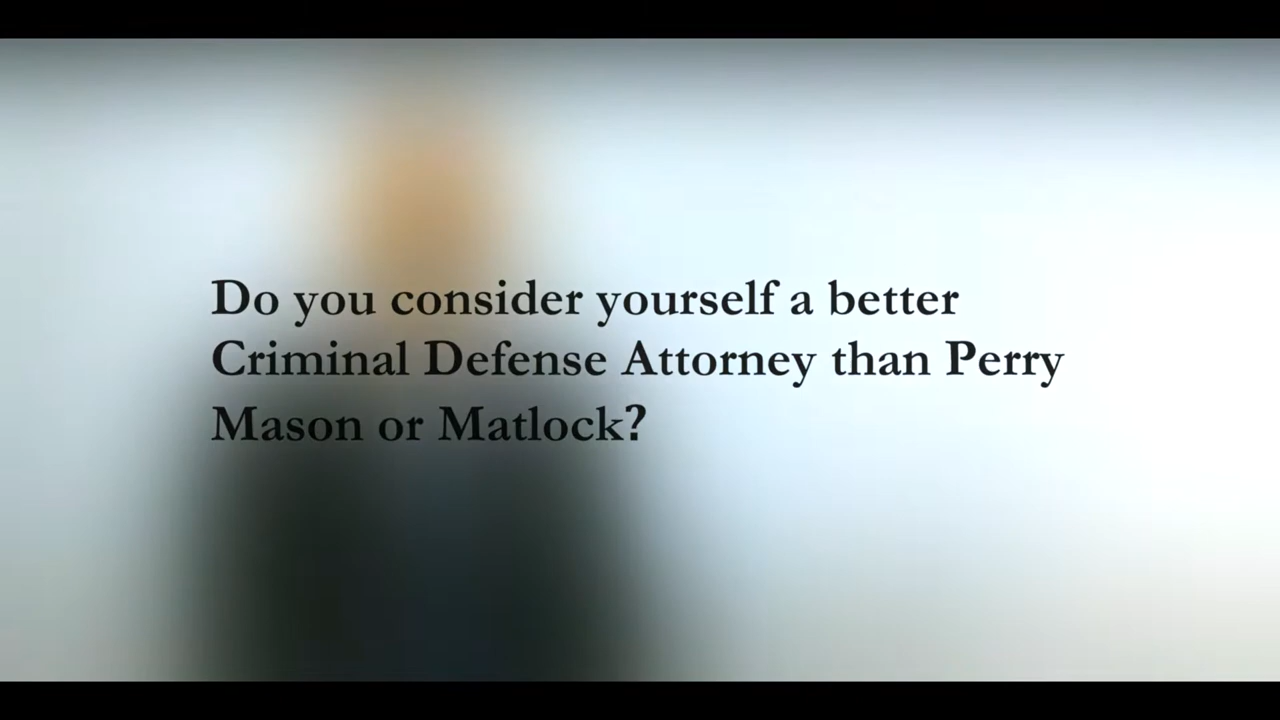 Do you consider yourself a better
Criminal Defense Attorney than Perry
Mason or Matlock?